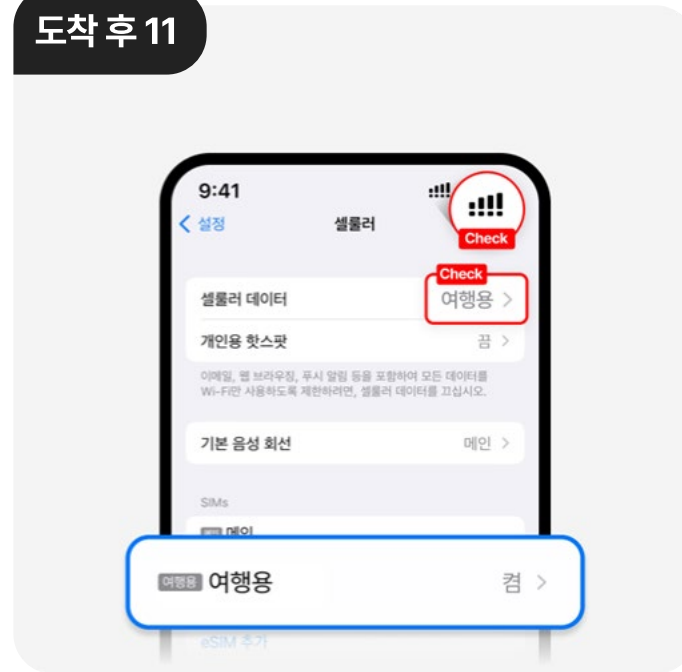 도착 후 11
9:41
설정
셀룰러
Check
Check
셀룰러 데이터
여행용
개인용 핫스팟
끔
이메일, 웹 브라우징, 푸시 알림 등을 포함하여 모든 데이터를
Wi-Fi만 사용하도록 제한하려면, 셀룰러 데이터를 끄십시오.
기본 음성 회선
메인
SIMs
메인
여행용 여행용
켬
eSIM 추가